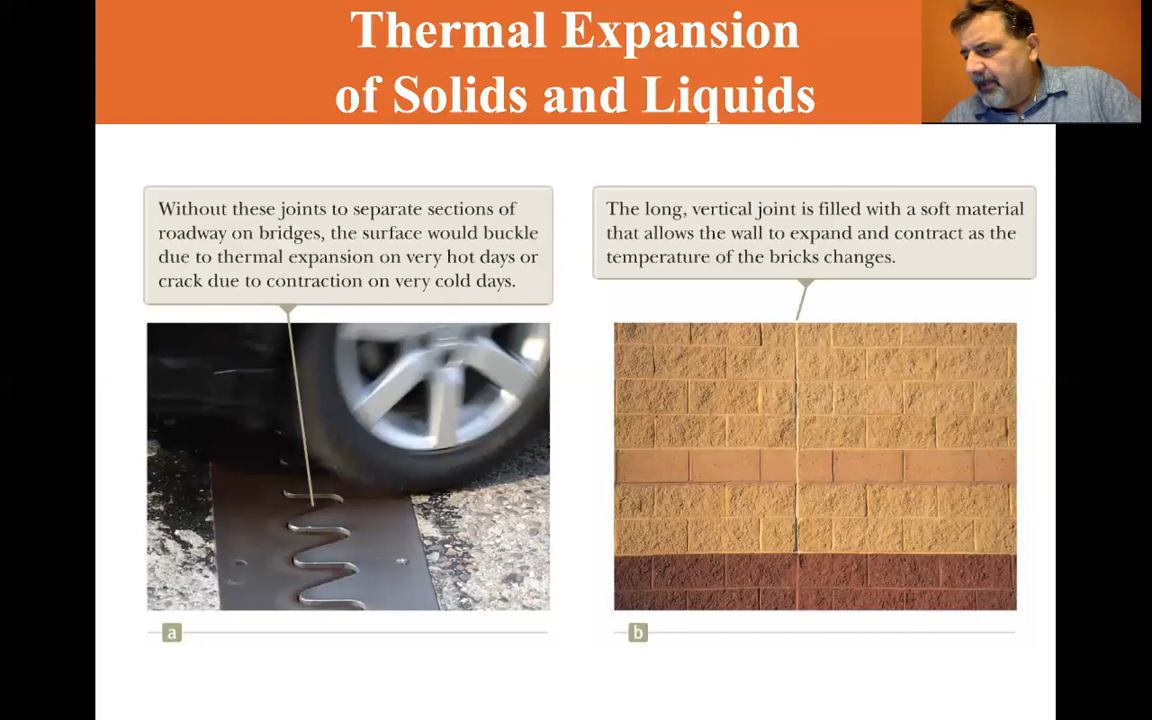 Thermal Expansion
of Solids and Liquids
Without these joints to separate sections of
roadway on bridges, the surface would buckle
due to thermal expansion on very hot days or
crack due to contraction on very cold days.
The long, vertical joint is filled with a soft material
that allows the wall to expand and contract as the
temperature of the bricks changes.
a
b